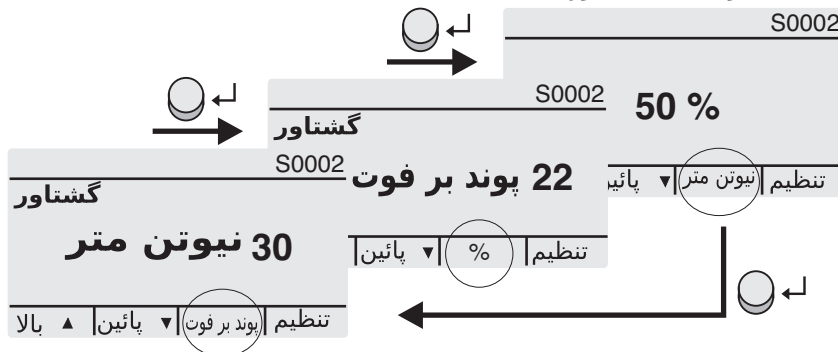 S0002
50 %
تنظیم نیوتن متر ▼
S0002
گشتاور
22 پوند بر فوت
تنظیم % ▼ پائین
S0002
گشتاور
30 نیوتن متر
تنظیم پوند بر فوت ▼ پائین ▲ بالا